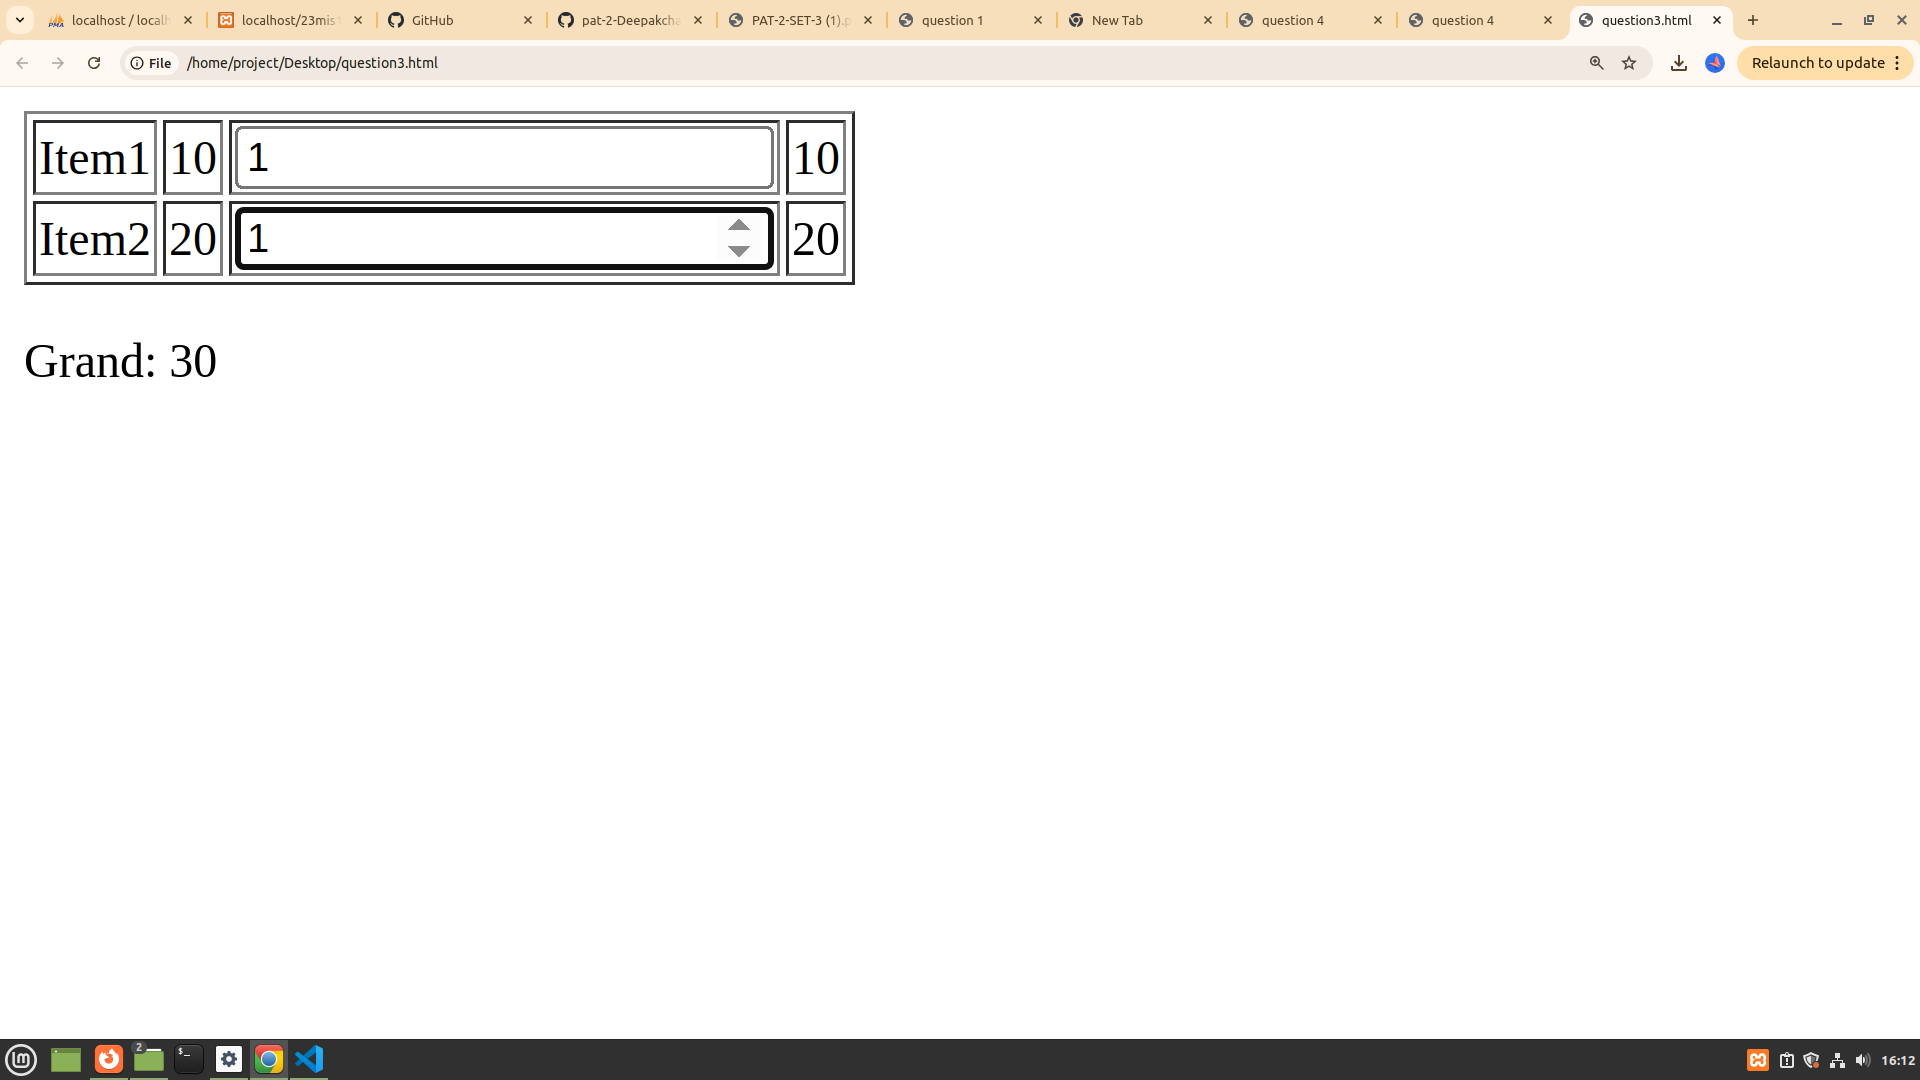 localhost / localh
localhost/23mis1
GitHub
pat-2-Deepakcha
PAT-2-SET-3 (1).p
question 1
New Tab
question 4
question 4
question3.html
File
/home/project/Desktop/question3.html
Relaunch to update
Item1 10 1 10
Item2 20 1 20
Grand: 30
2
16:12